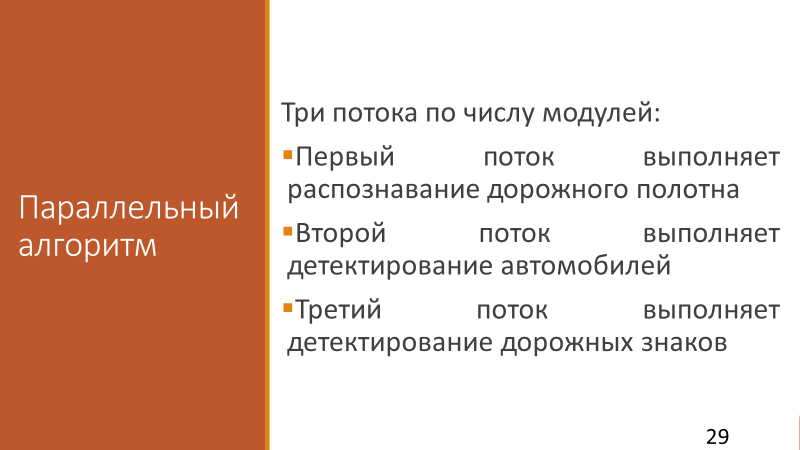 Параллельный
алгоритм
Три потока по числу модулей:
▪Первый поток выполняет
распознавание дорожного полотна
▪Второй поток выполняет
детектирование автомобилей
▪Третий поток выполняет
детектирование дорожных знаков
29